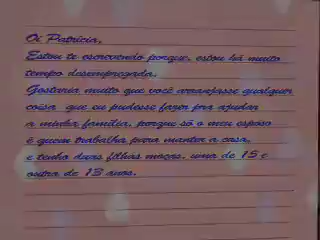 Oi Patrícia,
Estou te escrevendo porque, estou há muito
tempo desempregada.
Gostaria muito que você arranjasse qualquer
coisa que eu pudesse fazer pra ajudar
a minha família, porque só o meu esposo
é quem trabalha para manter a casa,
e tenho duas filhas moças, uma de 15 e
outra de 13 anos.